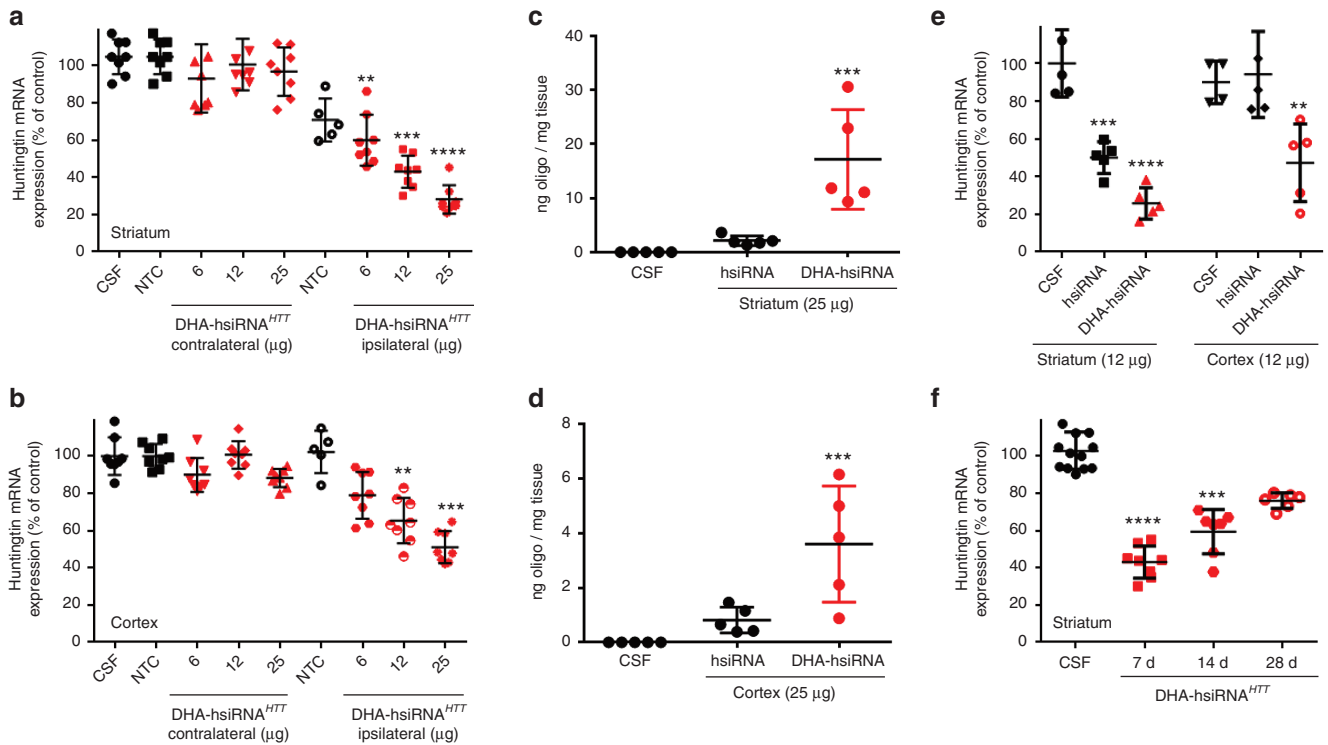 a
Huntingtin mRNA
expression (% of control)
100
80
60
40
20
0
Striatum
**
***
****
CSF
NTC
6
12
25
NTC
6
12
25
DHA-hsiRNA^HTT
contralateral (µg)
DHA-hsiRNA^HTT
ipsilateral (µg)
b
Huntingtin mRNA
expression (% of control)
100
80
60
40
20
0
Cortex
**
***
CSF
NTC
6
12
25
NTC
6
12
25
DHA-hsiRNA^HTT
contralateral (µg)
DHA-hsiRNA^HTT
ipsilateral (µg)
c
ng oligo / mg tissue
40
30
20
10
0
***
CSF
hsiRNA
DHA-hsiRNA
Striatum (25 µg)
d
ng oligo / mg tissue
8
6
4
2
0
***
CSF
hsiRNA
DHA-hsiRNA
Cortex (25 µg)
e
Huntingtin mRNA
expression (% of control)
100
80
60
40
20
0
***
****
**
CSF
hsiRNA
DHA-hsiRNA
CSF
hsiRNA
DHA-hsiRNA
Striatum (12 µg)
Cortex (12 µg)
f
Huntingtin mRNA
expression (% of control)
100
80
60
40
20
0
Striatum
****
***
CSF
7 d
14 d
28 d
DHA-hsiRNA^HTT